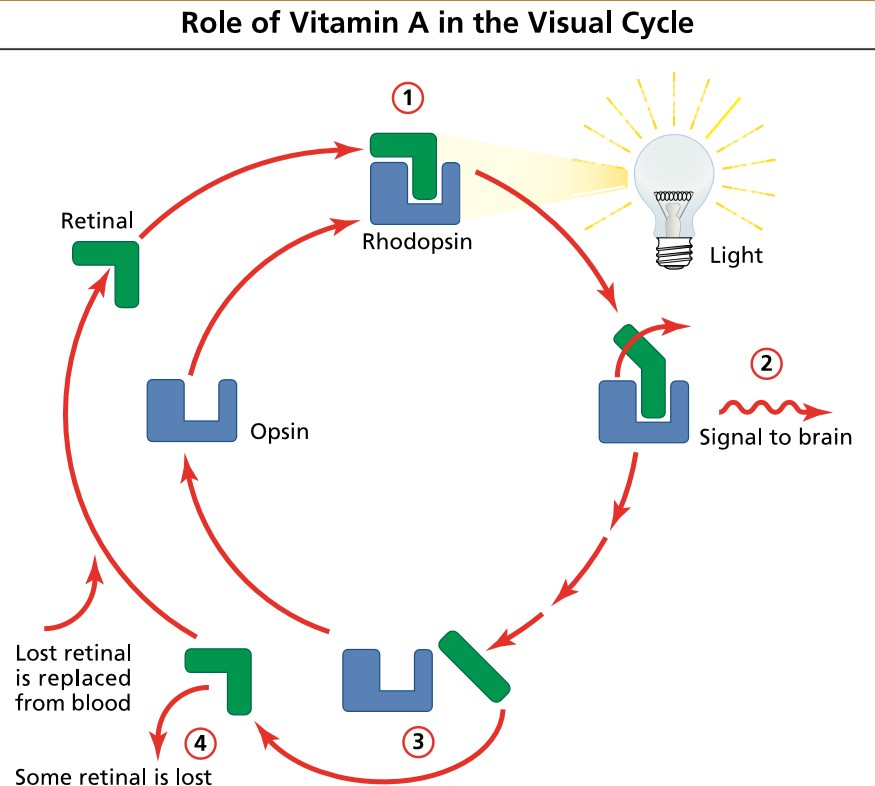 Role of Vitamin A in the Visual Cycle
1
Retinal
Rhodopsin
Light
2
Opsin
Signal to brain
Lost retinal
is replaced
from blood
4
3
Some retinal is lost